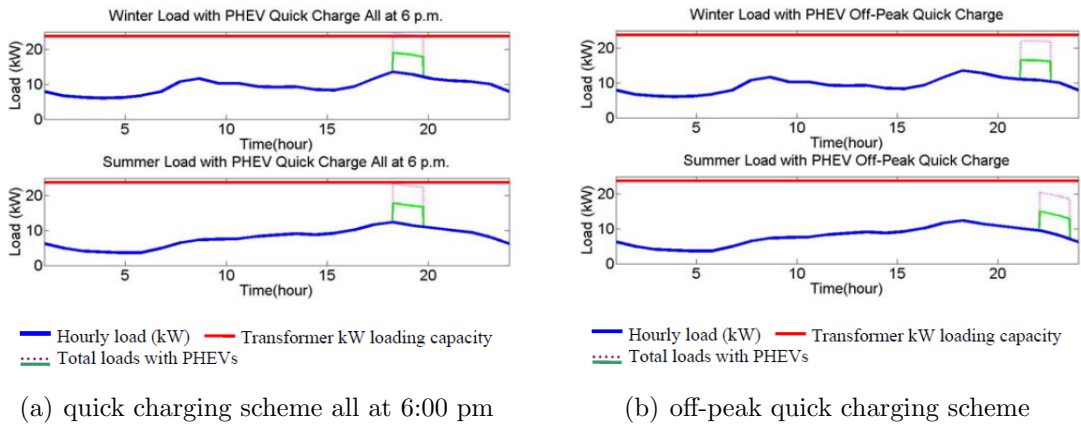 Winter Load with PHEV Quick Charge All at 6 p.m.
Load (kW)
20
10
0
5
10
15
20
Time(hour)
Summer Load with PHEV Quick Charge All at 6 p.m.
Load (kW)
20
10
0
5
10
15
20
Time(hour)
Hourly load (kW) Transformer kW loading capacity
Total loads with PHEVs
(a) quick charging scheme all at 6:00 pm
Winter Load with PHEV Off-Peak Quick Charge
Load (kW)
20
10
0
5
10
15
20
Time(hour)
Summer Load with PHEV Off-Peak Quick Charge
Load (kW)
20
10
0
5
10
15
20
Time(hour)
Hourly load (kW) Transformer kW loading capacity
Total loads with PHEVs
(b) off-peak quick charging scheme